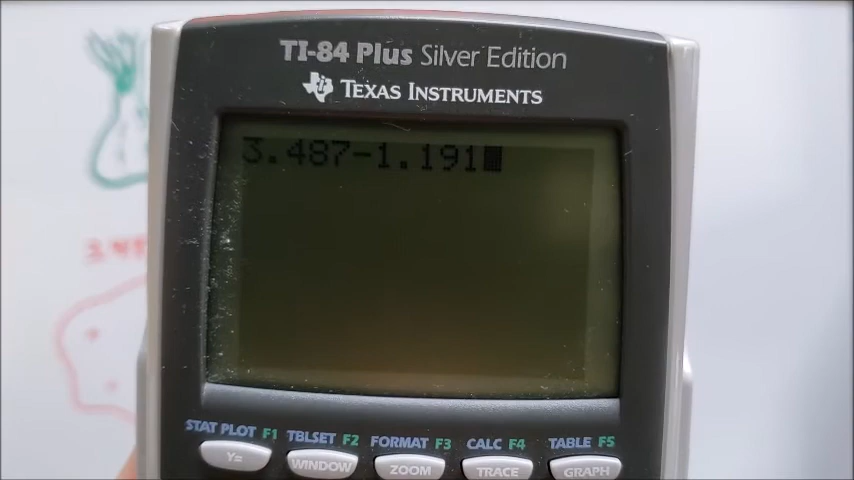 TI-84 Plus Silver Edition
TEXAS INSTRUMENTS
3.487-1.191
STAT PLOT F1 TBLSET F2 FORMAT F3 CALC F4 TABLE F5
Y= WINDOW ZOOM TRACE GRAPH